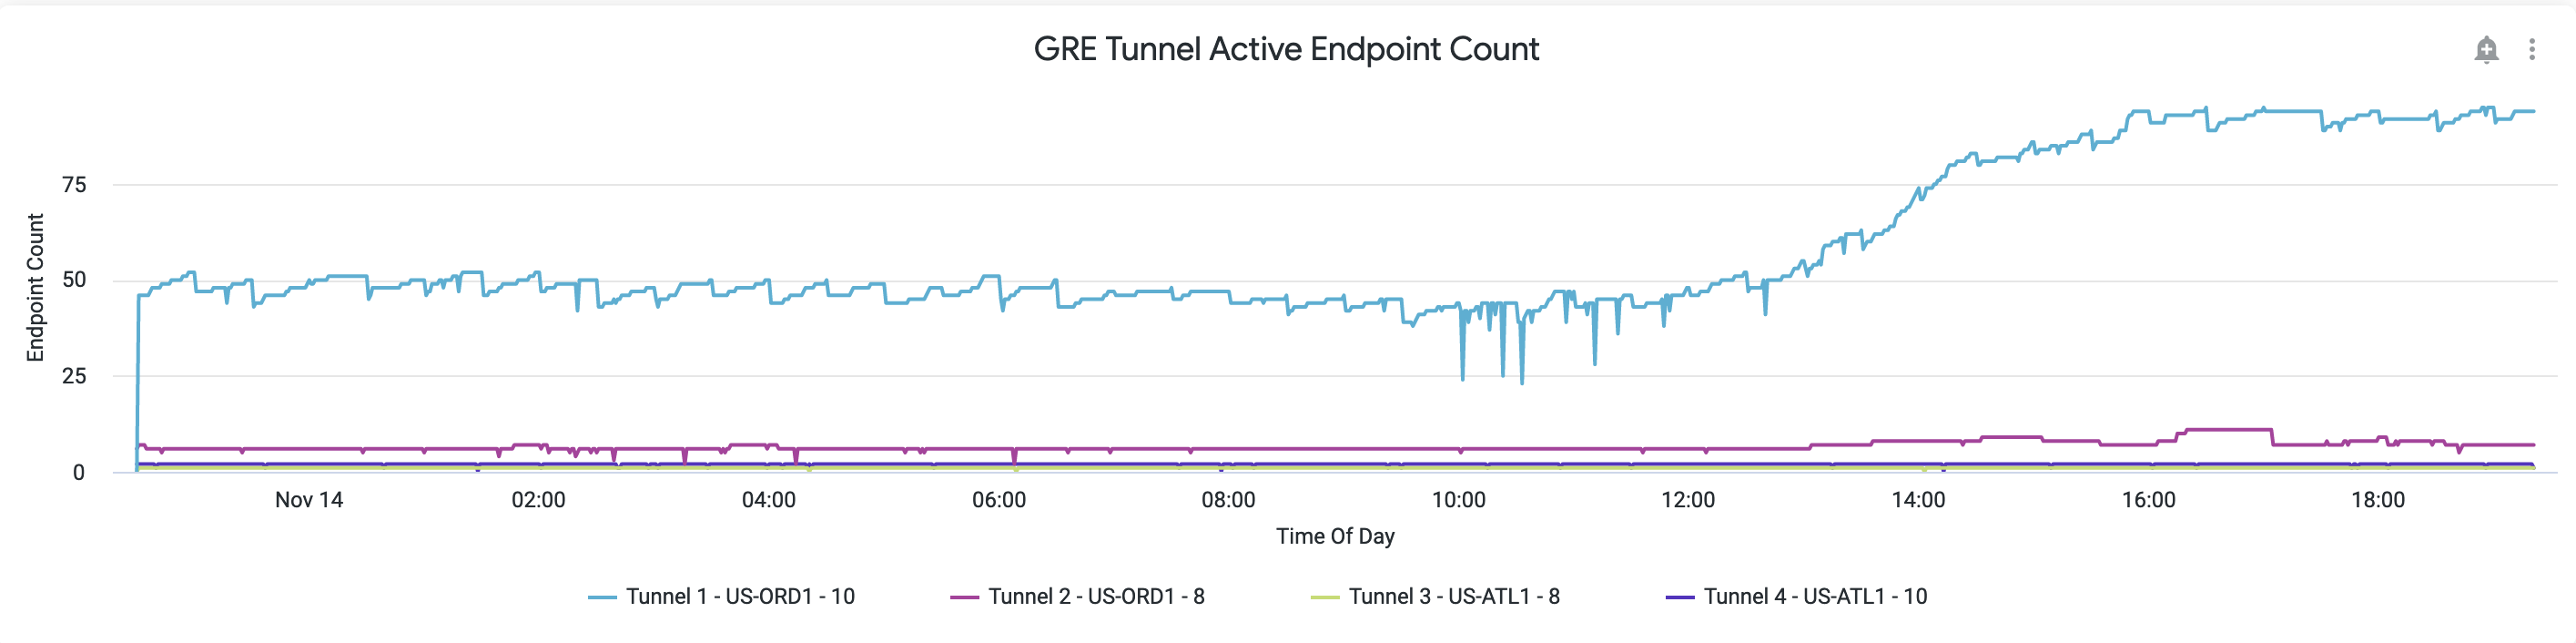 GRE Tunnel Active Endpoint Count
Endpoint Count
75
50
25
0
Nov 14
02:00
04:00
06:00
08:00
10:00
12:00
14:00
16:00
18:00
Time Of Day
Tunnel 1 - US-ORD1 - 10
Tunnel 2 - US-ORD1 - 8
Tunnel 3 - US-ATL1 - 8
Tunnel 4 - US-ATL1 - 10